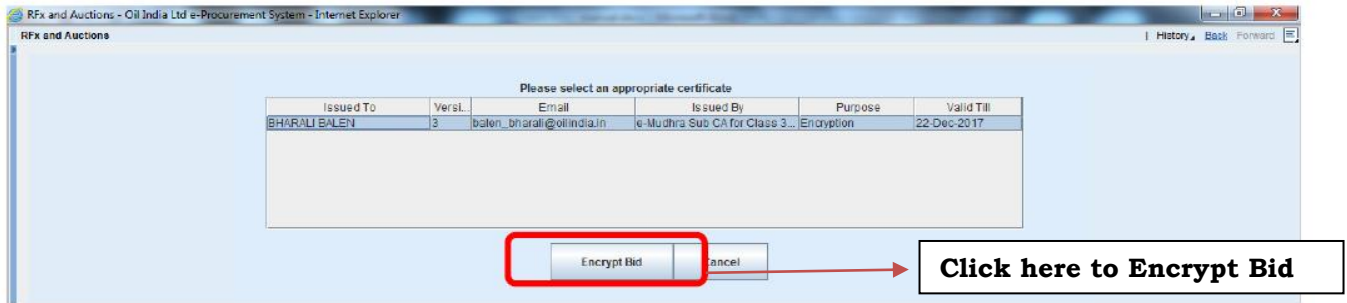 RFx and Auctions - Oil India Ltd e-Procurement System - Internet Explorer
RFx and Auctions | History Back Forward
Please select an appropriate certificate
Issued To Versi... Email Issued By Purpose Valid Till
BHARALI BALEN 3 balen_bharali@oilindia.in e-Mudhra Sub CA for Class 3... Encryption 22-Dec-2017
Encrypt Bid Cancel
Click here to Encrypt Bid